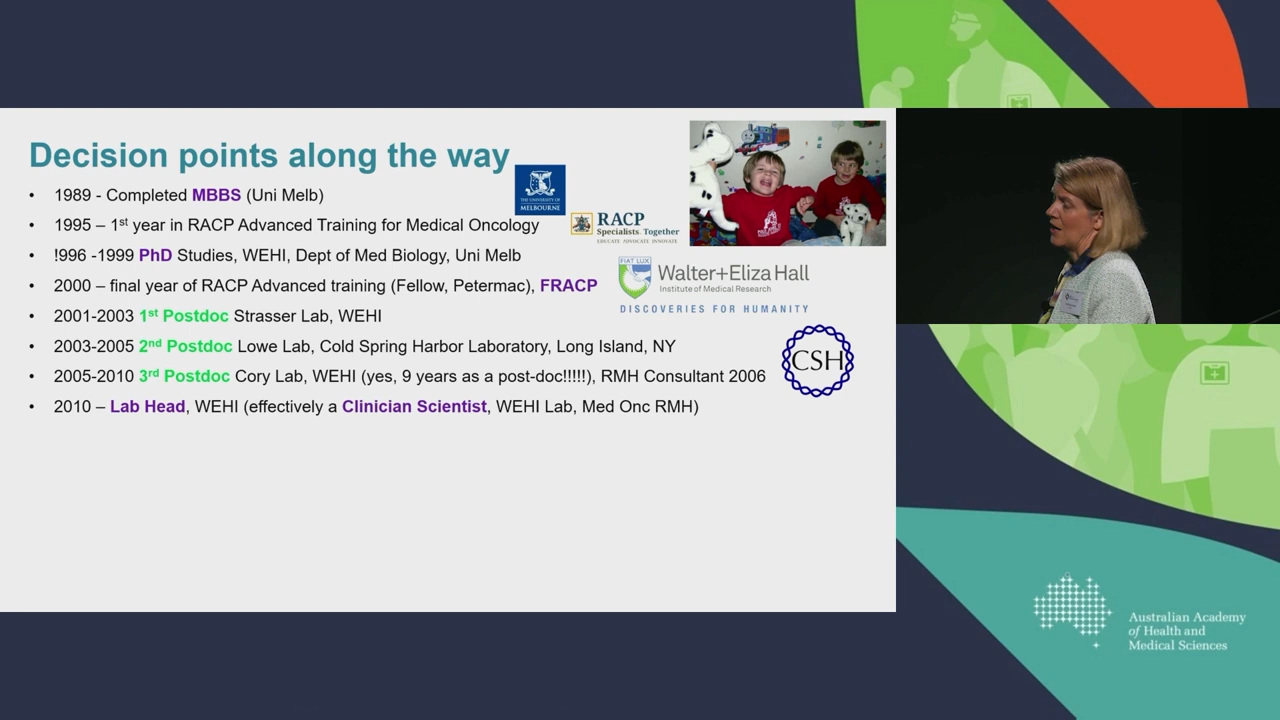 Decision points along the way
• 1989 - Completed MBBS (Uni Melb)
• 1995 – 1st year in RACP Advanced Training for Medical Oncology
• !996 -1999 PhD Studies, WEHI, Dept of Med Biology, Uni Melb
• 2000 – final year of RACP Advanced training (Fellow, Petermac), FRACP
• 2001-2003 1st Postdoc Strasser Lab, WEHI
• 2003-2005 2nd Postdoc Lowe Lab, Cold Spring Harbor Laboratory, Long Island, NY
• 2005-2010 3rd Postdoc Cory Lab, WEHI (yes, 9 years as a post-doc!!!!!), RMH Consultant 2006
• 2010 – Lab Head, WEHI (effectively a Clinician Scientist, WEHI Lab, Med Onc RMH)
THE UNIVERSITY OF
MELBOURNE
RACP
Specialists. Together
EDUCATE ADVOCATE INNOVATE
FIAT LUX
Walter+Eliza Hall
Institute of Medical Research
DISCOVERIES FOR HUMANITY
CSH
Australian Academy
of Health and
Medical Sciences